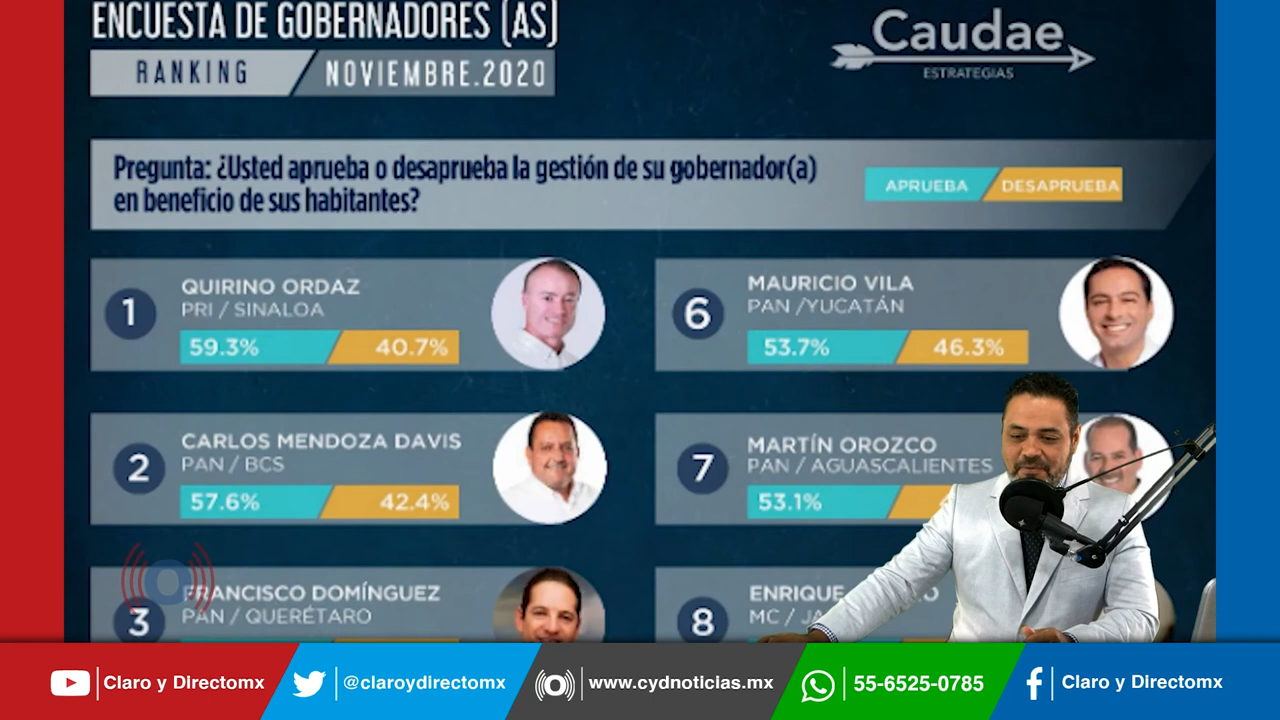 ENCUESTA DE GOBERNADORES (AS)
RANKING
NOVIEMBRE.2020
Caudae
ESTRATEGIAS
Pregunta: ¿Usted aprueba o desaprueba la gestión de su gobernador(a)
en beneficio de sus habitantes?
APRUEBA
DESAPRUEBA
1
QUIRINO ORDAZ
PRI / SINALOA
59.3%
40.7%
2
CARLOS MENDOZA DAVIS
PAN / BCS
57.6%
42.4%
3
FRANCISCO DOMÍNGUEZ
PAN / QUERÉTARO
6
MAURICIO VILA
PAN /YUCATÁN
53.7%
46.3%
7
MARTÍN OROZCO
PAN / AGUASCALIENTES
53.1%
8
ENRIQUE
MC /
Claro y Directomx
@claroydirectomx
www.cydnoticias.mx
55-6525-0785
Claro y Directomx